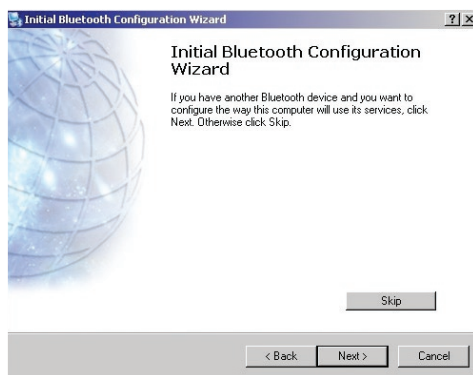 Initial Bluetooth Configuration Wizard
Initial Bluetooth Configuration
Wizard
If you have another Bluetooth device and you want to
configure the way this computer will use its services, click
Next. Otherwise click Skip.
Skip
< Back Next > Cancel